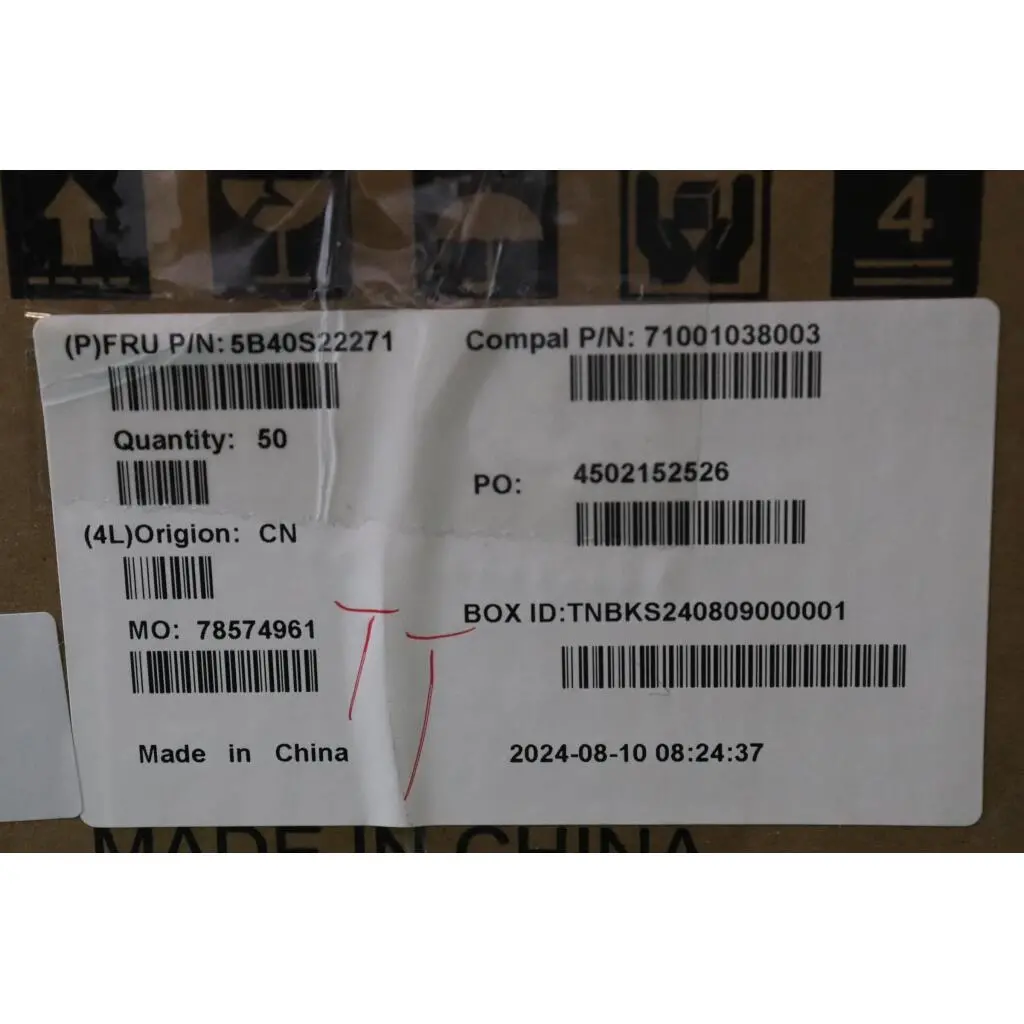 4
(P)FRU P/N: 5B40S22271
Compal P/N: 71001038003
Quantity: 50
PO: 4502152526
(4L)Origion: CN
BOX ID:TNBKS240809000001
MO: 78574961
TT
Made in China
2024-08-10 08:24:37
MADE IN CHINA